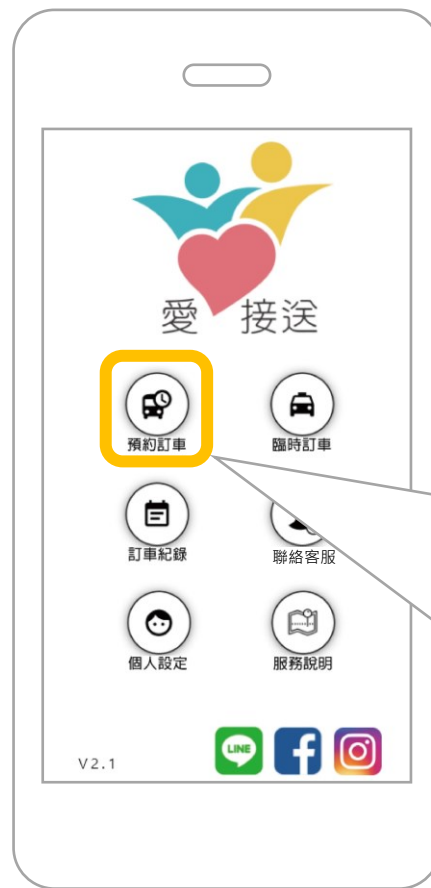 愛 接送
預約訂車
臨時訂車
訂車紀錄
聯絡客服
個人設定
服務說明
V2.1
LINE